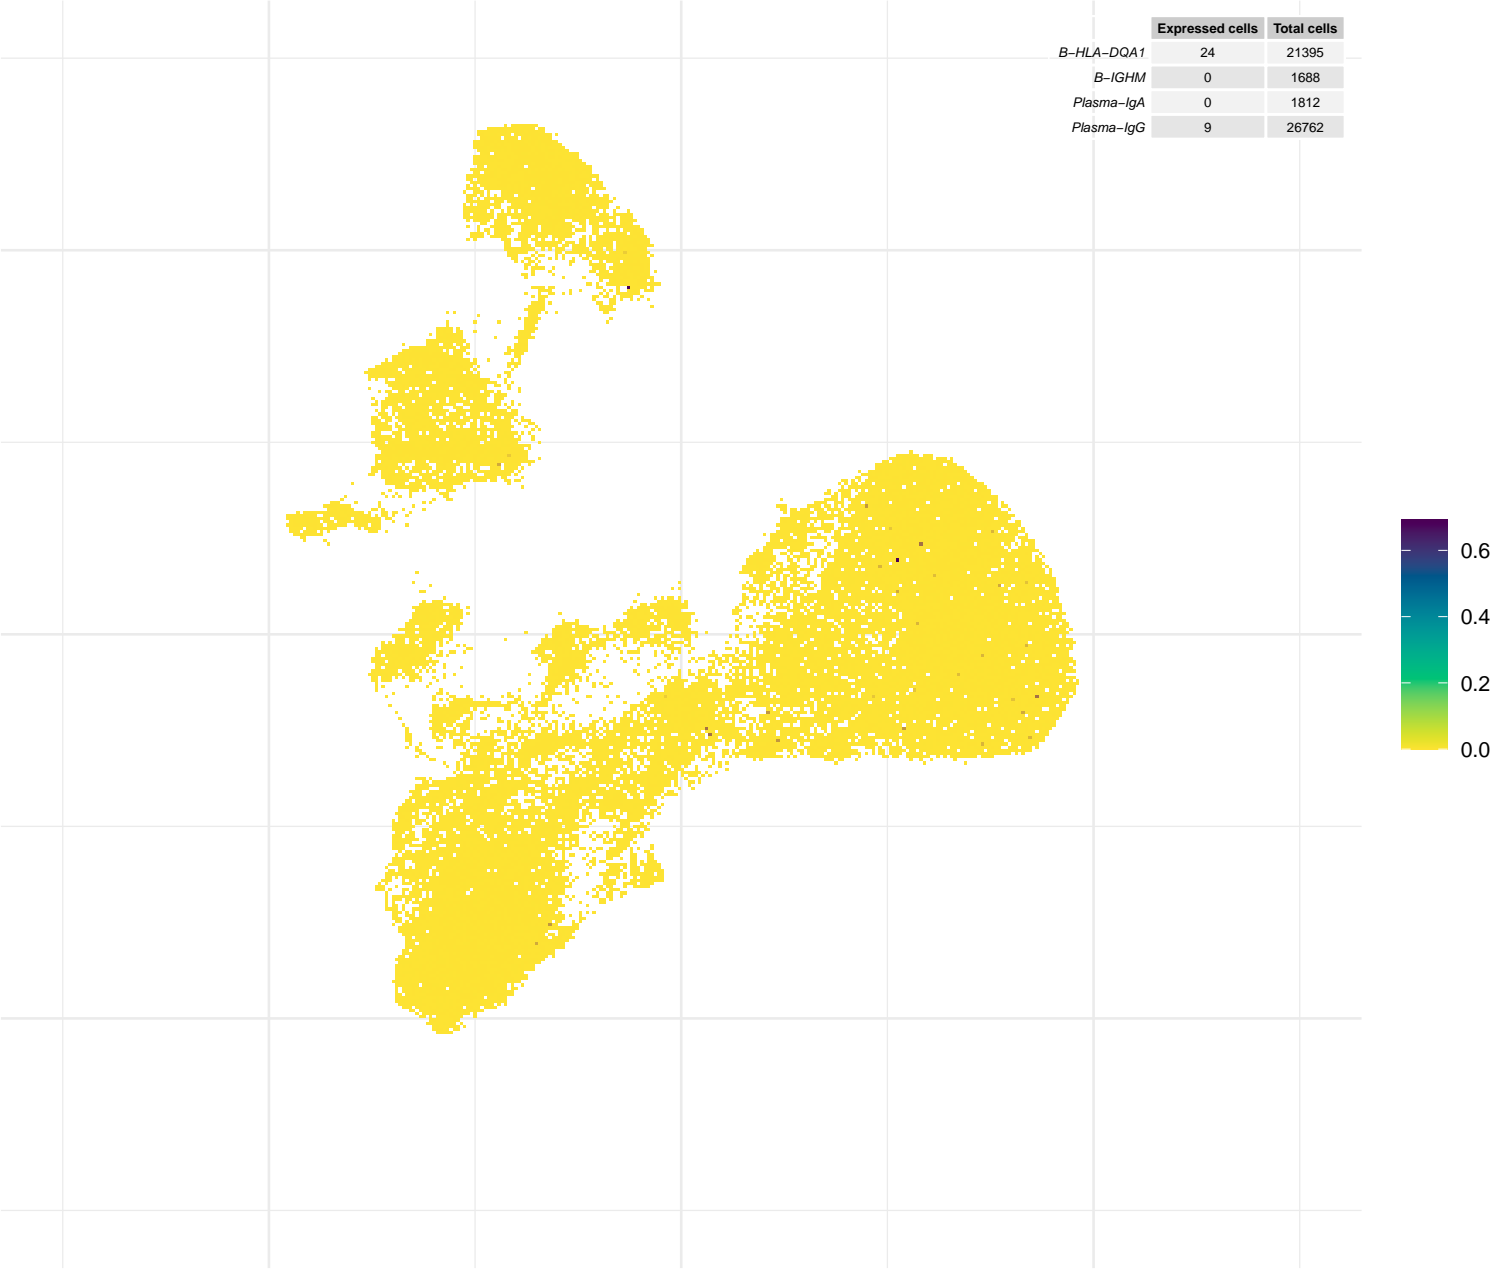 Expressed cells Total cells
B−HLA−DQA1 24 21395
B−IGHM 0 1688
Plasma−IgA 0 1812
Plasma−IgG 9 26762
0.6
0.4
0.2
0.0